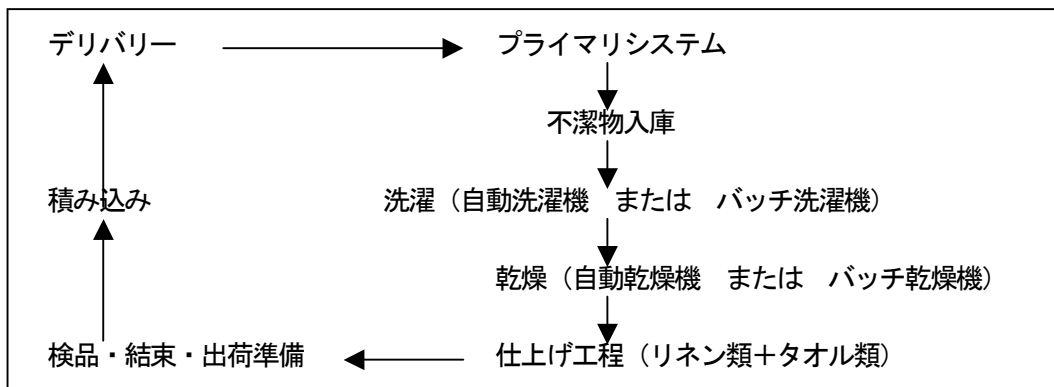 デリバリー　プライマリシステム
不潔物入庫
積み込み　洗濯（自動洗濯機　または　バッチ洗濯機）
乾燥（自動乾燥機　または　バッチ乾燥機）
検品・結束・出荷準備　仕上げ工程（リネン類＋タオル類）